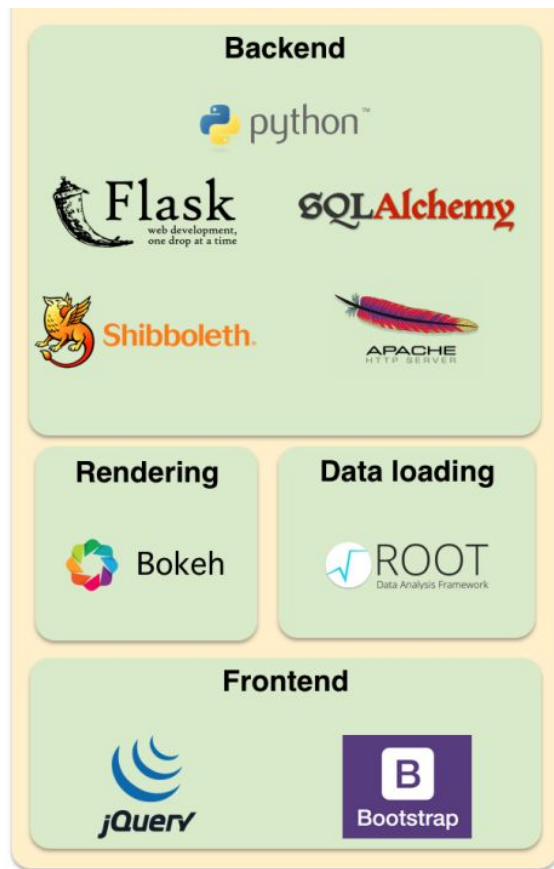 Backend
python™
Flask
web development,
one drop at a time
SQLAlchemy
Shibboleth.
APACHE
HTTP SERVER
Rendering
Bokeh
Data loading
ROOT
Data Analysis Framework
Frontend
jQuery
B
Bootstrap